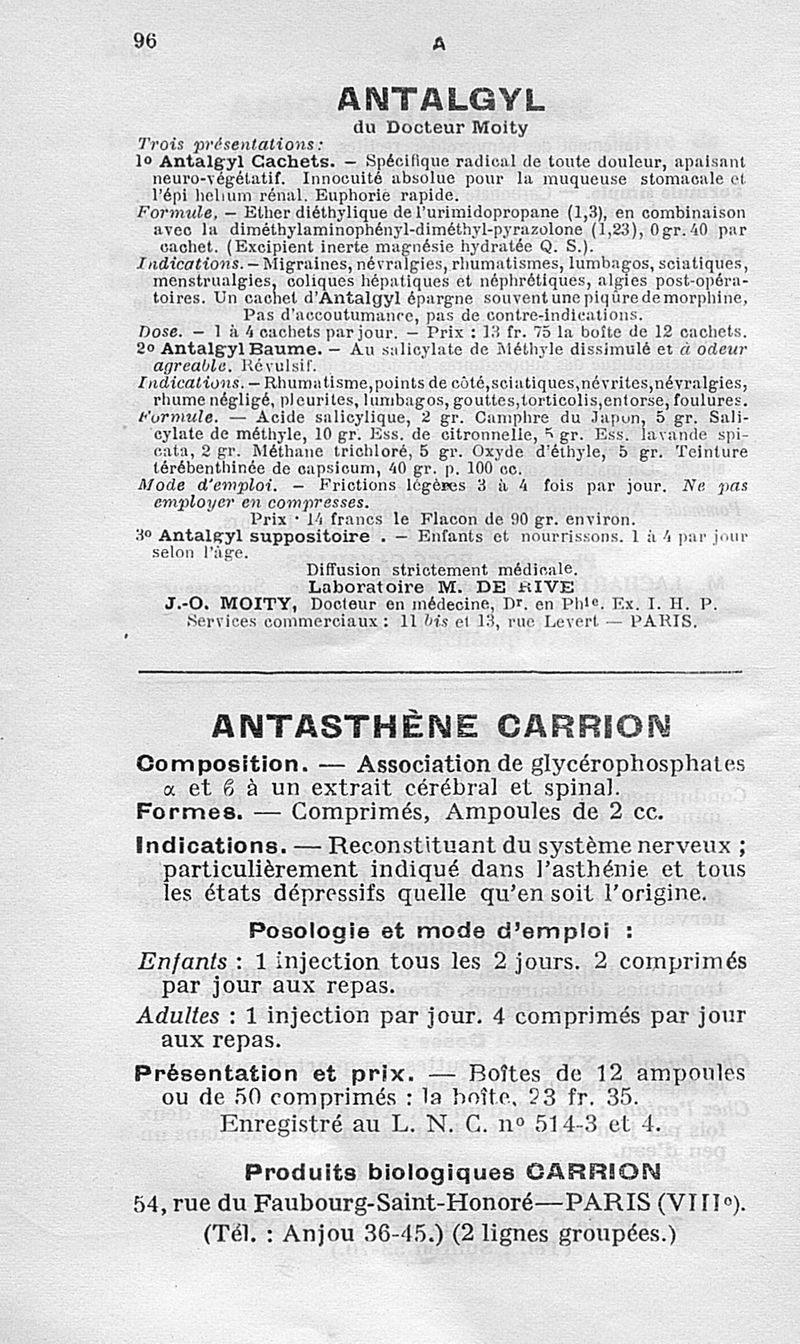 96
A
ANTALGYL
du Docteur Moity
Trois présentations :
1º Antalgyl Cachets. — Spécifique radical de toute douleur, apaisant
neuro-végétatif. Innocuité absolue pour la muqueuse stomacale et
l'épi helium rénal. Euphorie rapide.
Formule, — Ether diéthylique de l'urimidopropane (1,3), en combinaison
avec la diméthylaminophényl-diméthyl-pyrazolone (1,23), 0gr.40 par
cachet. (Excipient inerte magnésie hydratée Q. S.).
Indications. — Migraines, névralgies, rhumatismes, lumbagos, sciatiques,
menstrualgies, coliques hépatiques et néphrétiques, algies post-opéra-
toires. Un cachet d'Antalgyl épargne souvent une piqûre de morphine,
Pas d'accoutumance, pas de contre-indications.
Dose. — 1 à 4 cachets par jour. — Prix : 13 fr. 75 la boîte de 12 cachets.
2º Antalgyl Baume. — Au salicylate de Méthyle dissimulé et à odeur
agreable. Révulsif.
Indications. — Rhumatisme, points de côté, sciatiques, névrites, névralgies,
rhume négligé, pleurites, lumbagos, gouttes, torticolis, entorse, foulures.
Formule. — Acide salicylique, 2 gr. Camphre du Japon, 5 gr. Sali-
cylate de méthyle, 10 gr. Ess. de citronnelle, 5 gr. Ess. lavande spi-
cata, 2 gr. Méthane trichloré, 5 gr. Oxyde d'éthyle, 5 gr. Teinture
térébenthinée de capsicum, 40 gr. p. 100 cc.
Mode d'emploi. — Frictions légères 3 à 4 fois par jour. Ne pas
employer en compresses.
Prix : 14 francs le Flacon de 90 gr. environ.
3º Antalgyl suppositoire . — Enfants et nourrissons. 1 à 4 par jour
selon l'âge.
Diffusion strictement médicale.
Laboratoire M. DE RIVE
J.-O. MOITY, Docteur en médecine, Dr. en Phie. Ex. I. H. P.
Services commerciaux : 11 bis et 13, rue Levert — PARIS.
ANTASTHÈNE CARRION
Composition. — Association de glycérophosphates
α et β à un extrait cérébral et spinal.
Formes. — Comprimés, Ampoules de 2 cc.
Indications. — Reconstituant du système nerveux ;
particulièrement indiqué dans l'asthénie et tous
les états dépressifs quelle qu'en soit l'origine.
Posologie et mode d'emploi :
Enfants : 1 injection tous les 2 jours. 2 comprimés
par jour aux repas.
Adultes : 1 injection par jour. 4 comprimés par jour
aux repas.
Présentation et prix. — Boîtes de 12 ampoules
ou de 50 comprimés : la boîte, 23 fr. 35.
Enregistré au L. N. C. nº 514-3 et 4.
Produits biologiques CARRION
54, rue du Faubourg-Saint-Honoré—PARIS (VIIIe).
(Tél. : Anjou 36-45.) (2 lignes groupées.)